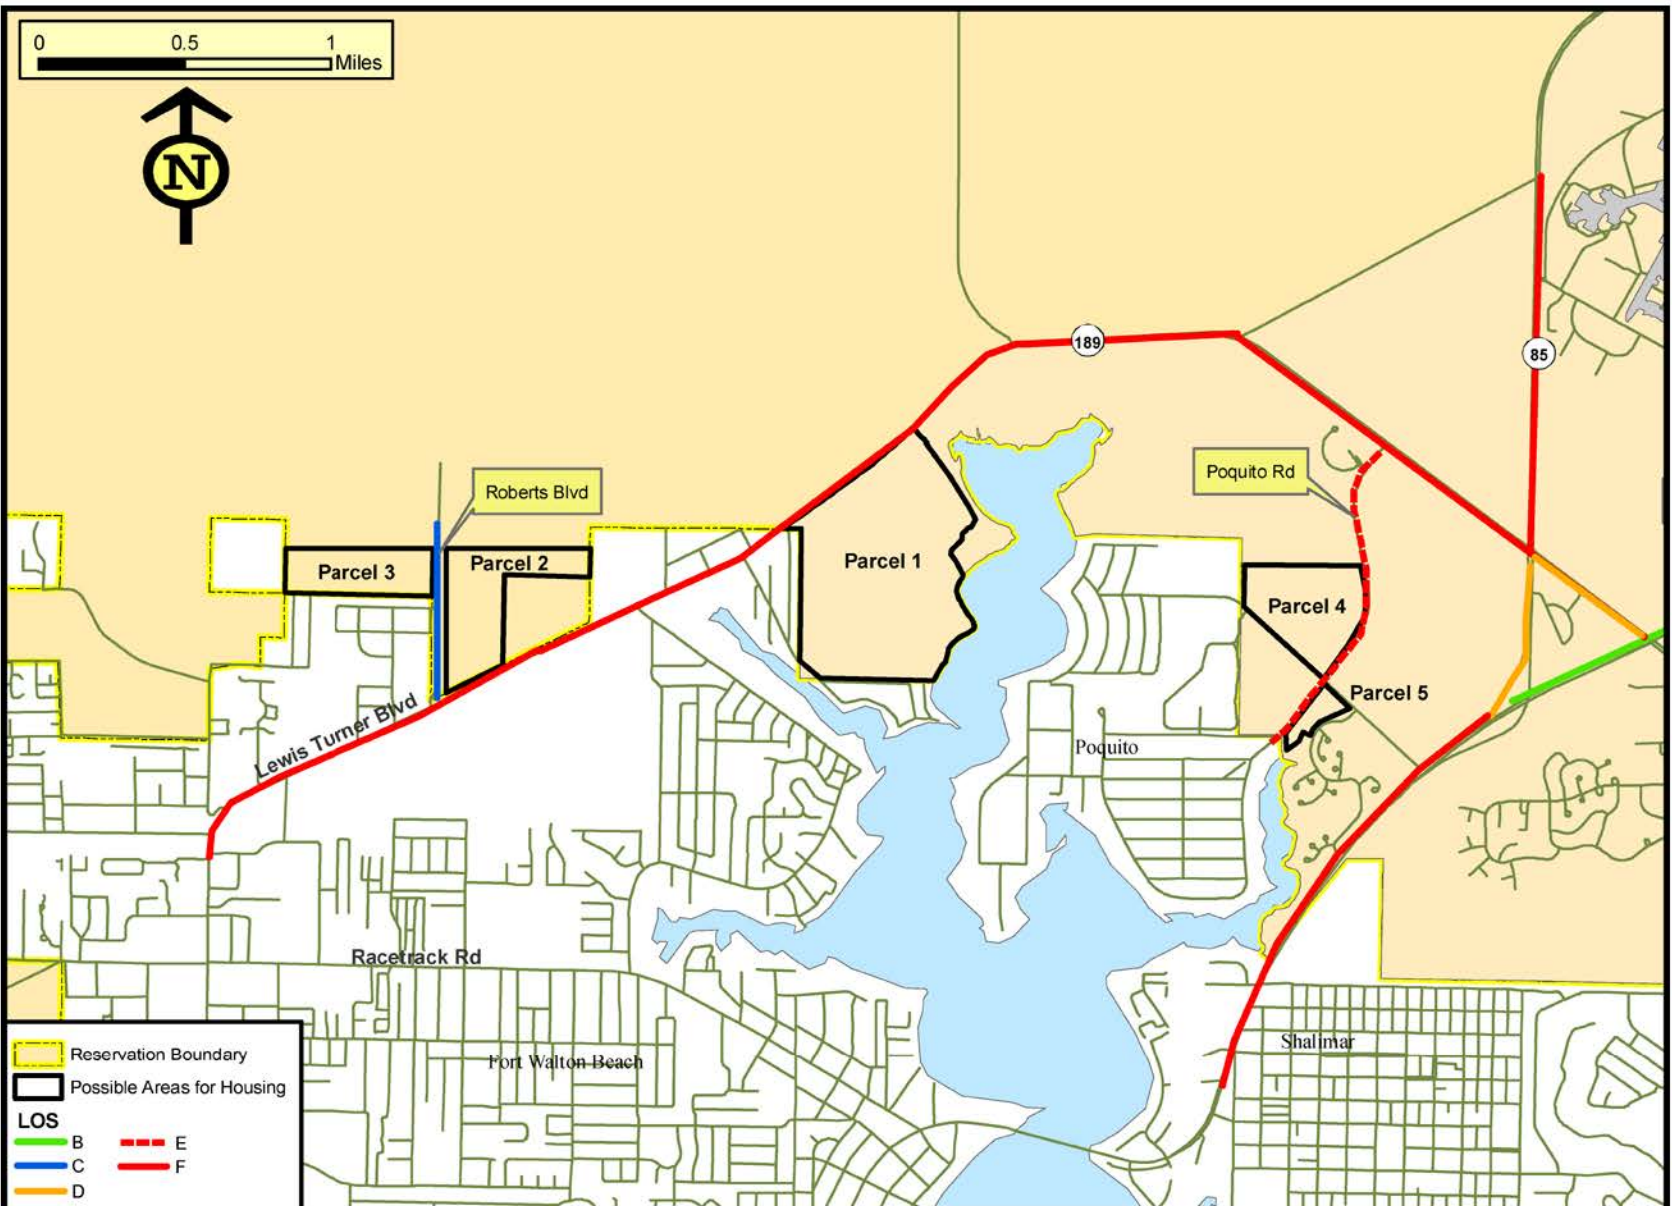 0 0.5 1
Miles
N
189
85
Roberts Blvd
Poquito Rd
Parcel 1
Parcel 2
Parcel 3
Parcel 4
Parcel 5
Lewis Turner Blvd
Poquito
Racetrack Rd
Shalimar
Fort Walton Beach
Reservation Boundary
Possible Areas for Housing
LOS
B E
C F
D